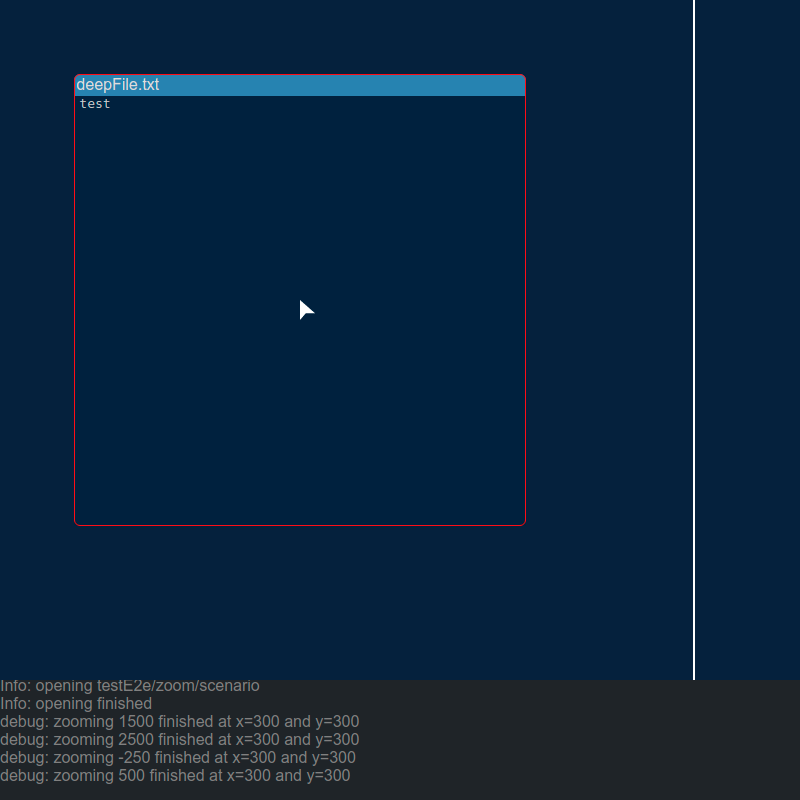 deepFile.txt
test
Info: opening testE2e/zoom/scenario
Info: opening finished
debug: zooming 1500 finished at x=300 and y=300
debug: zooming 2500 finished at x=300 and y=300
debug: zooming -250 finished at x=300 and y=300
debug: zooming 500 finished at x=300 and y=300